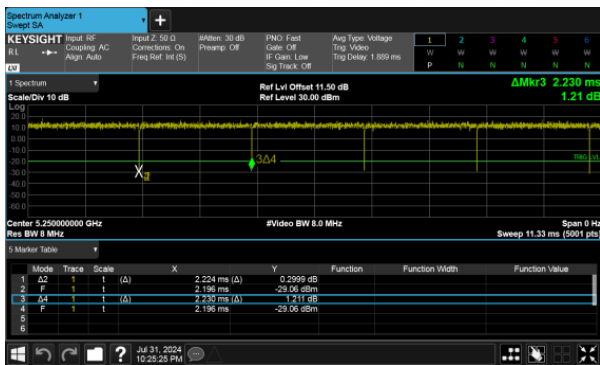 Spectrum Analyzer 1
Swept SA
KEYSIGHT Input: RF Input Z: 50 Ω #Atten: 30 dB PNO: Fast Avg Type: Voltage 1 2 3 4 5 6
RL Coupling: AC Corrections: On Preamp: Off Gate: Off Trig: Video W W W W W W
Align: Auto Freq Ref: Int (S) IF Gain: Low Trig Delay: 1.889 ms P N N N N N
LXI Sig Track: Off
1 Spectrum Ref Lvl Offset 11.50 dB ΔMkr3 2.230 ms
Scale/Div 10 dB Ref Level 30.00 dBm 1.21 dB
Log
20.0
10.0
0.00
-10.0
-20.0 3Δ4 TRIG LVL
-30.0 X
-40.0
-50.0
-60.0
Center 5.250000000 GHz #Video BW 8.0 MHz Span 0 Hz
Res BW 8 MHz Sweep 11.33 ms (5001 pts)
5 Marker Table
Mode Trace Scale X Y Function Function Width Function Value
1 Δ2 1 t (Δ) 2.224 ms (Δ) 0.2999 dB
2 F 1 t 2.196 ms -29.06 dBm
3 Δ4 1 t (Δ) 2.230 ms (Δ) 1.211 dB
4 F 1 t 2.196 ms -29.06 dBm
5
6
? Jul 31, 2024
10:25:25 PM